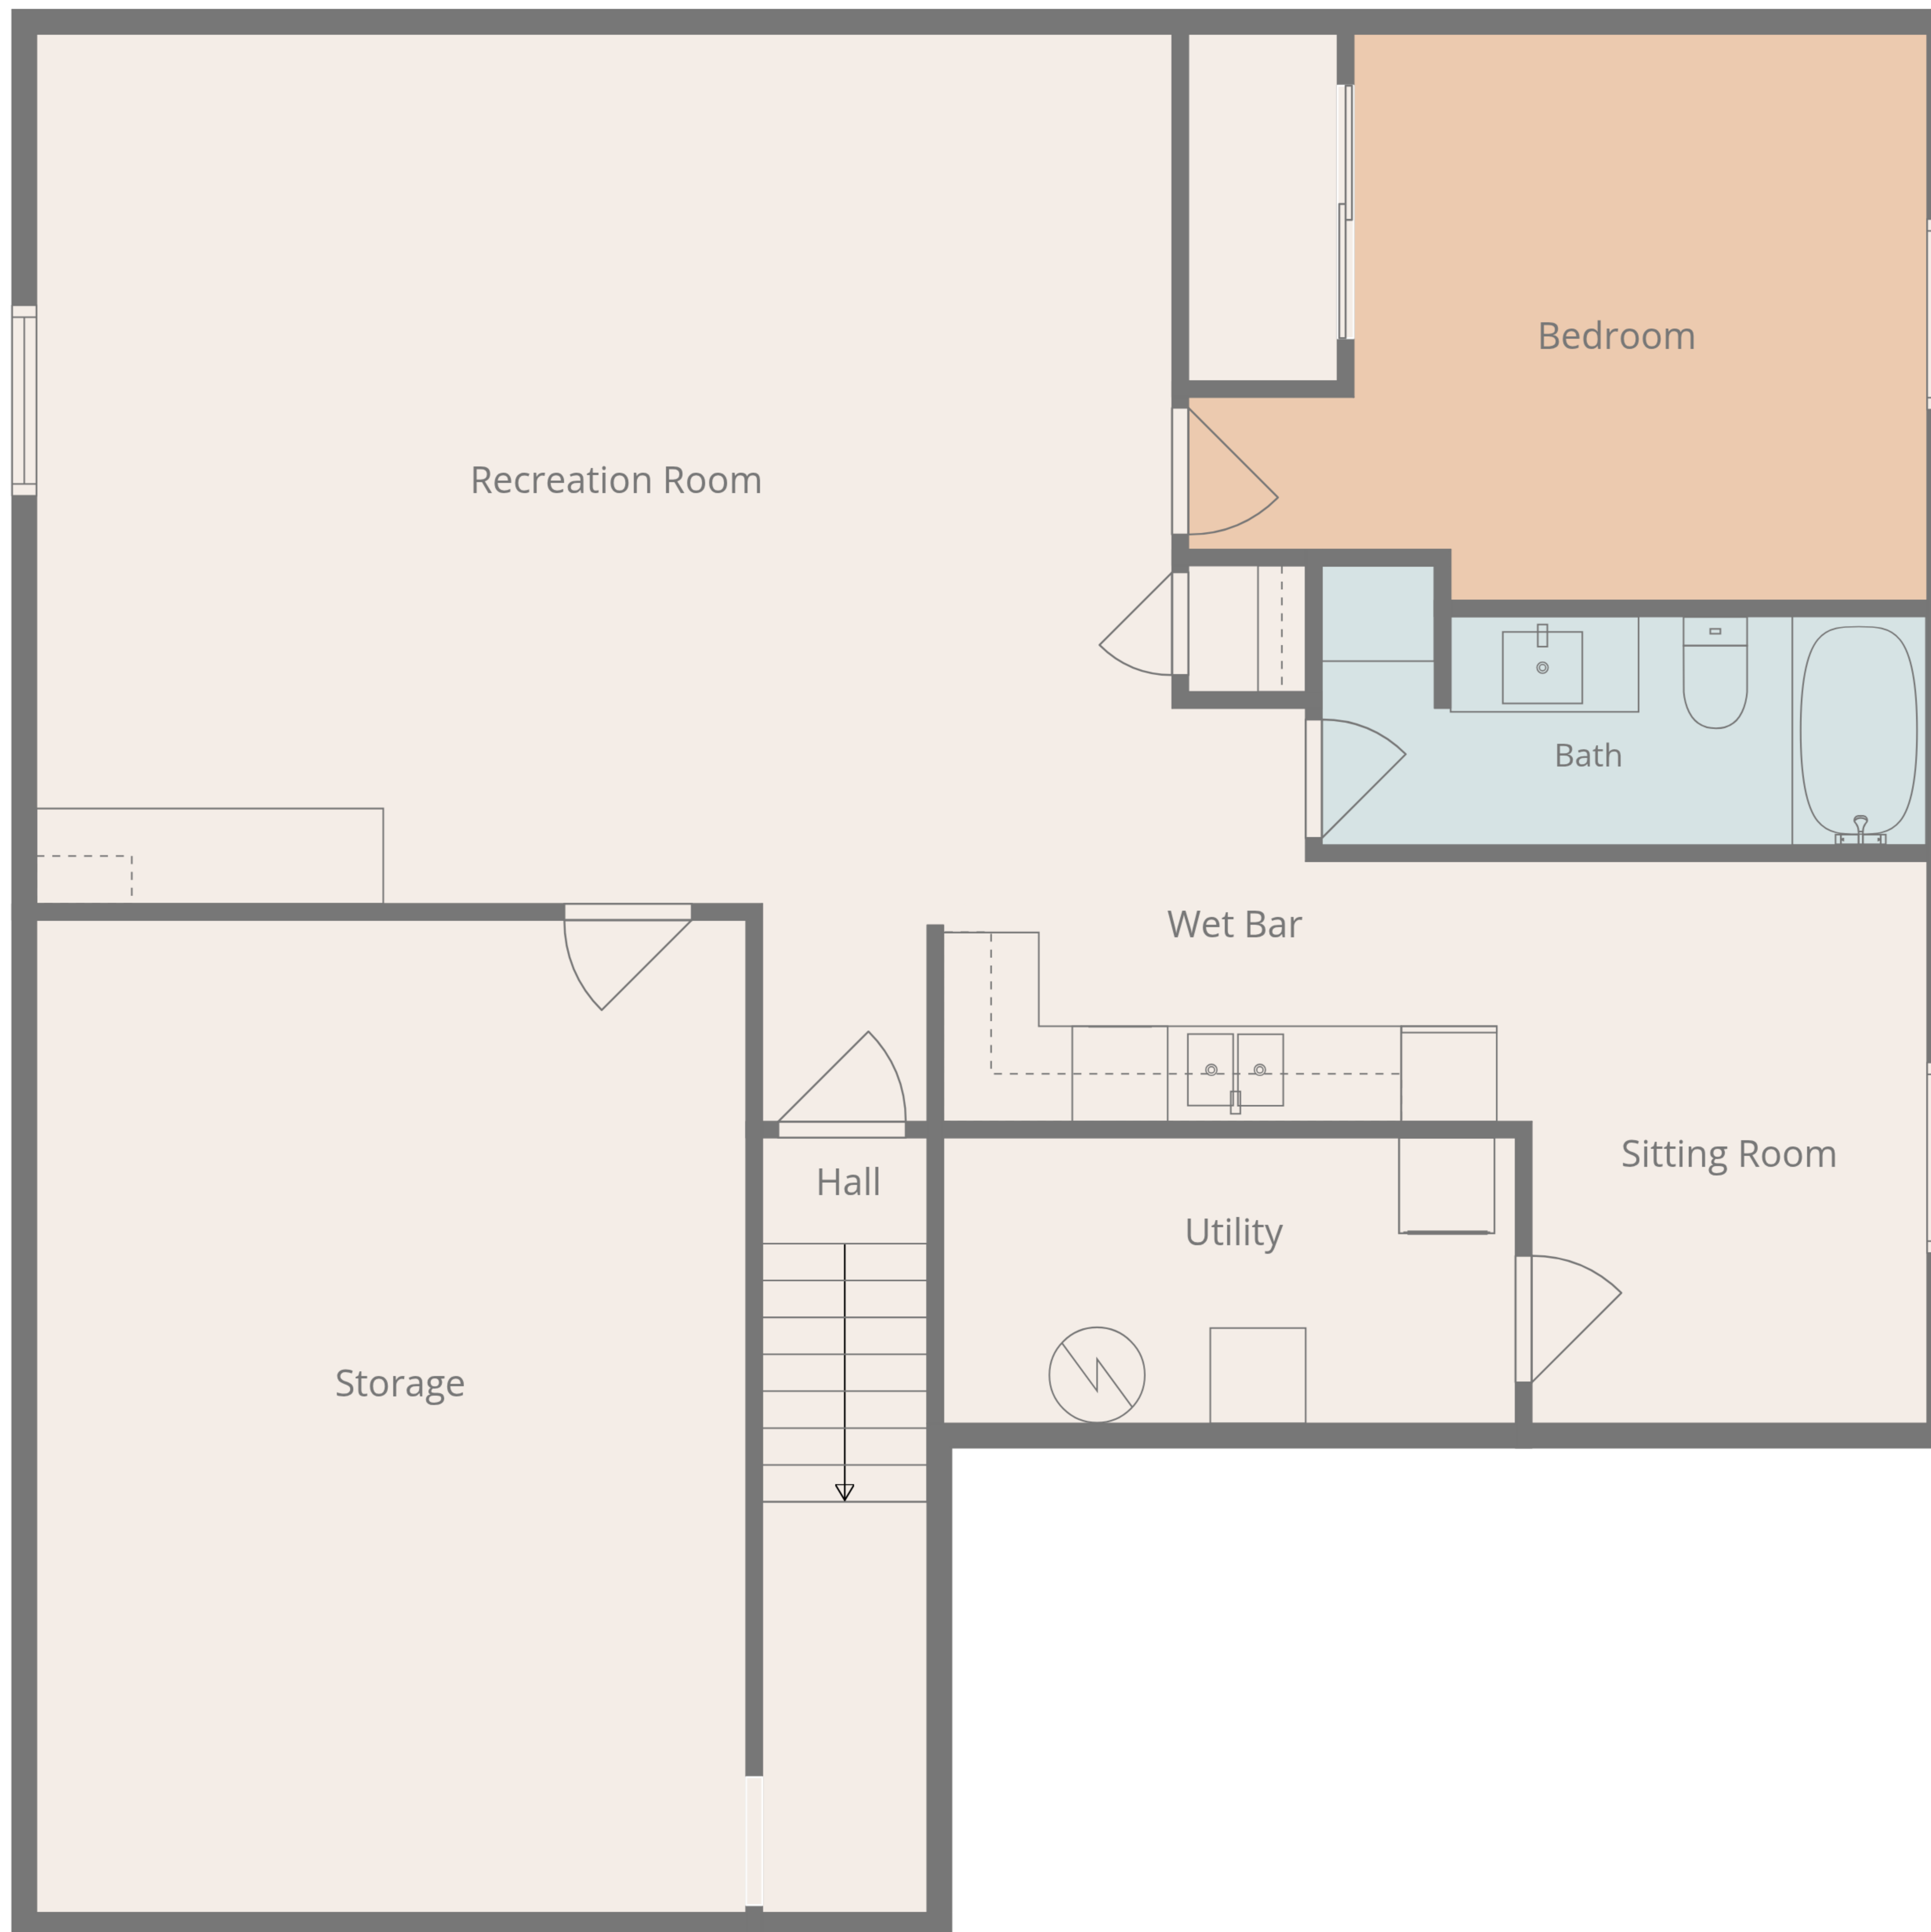 Bedroom
Recreation Room
Bath
Wet Bar
Sitting Room
Hall
Utility
Storage